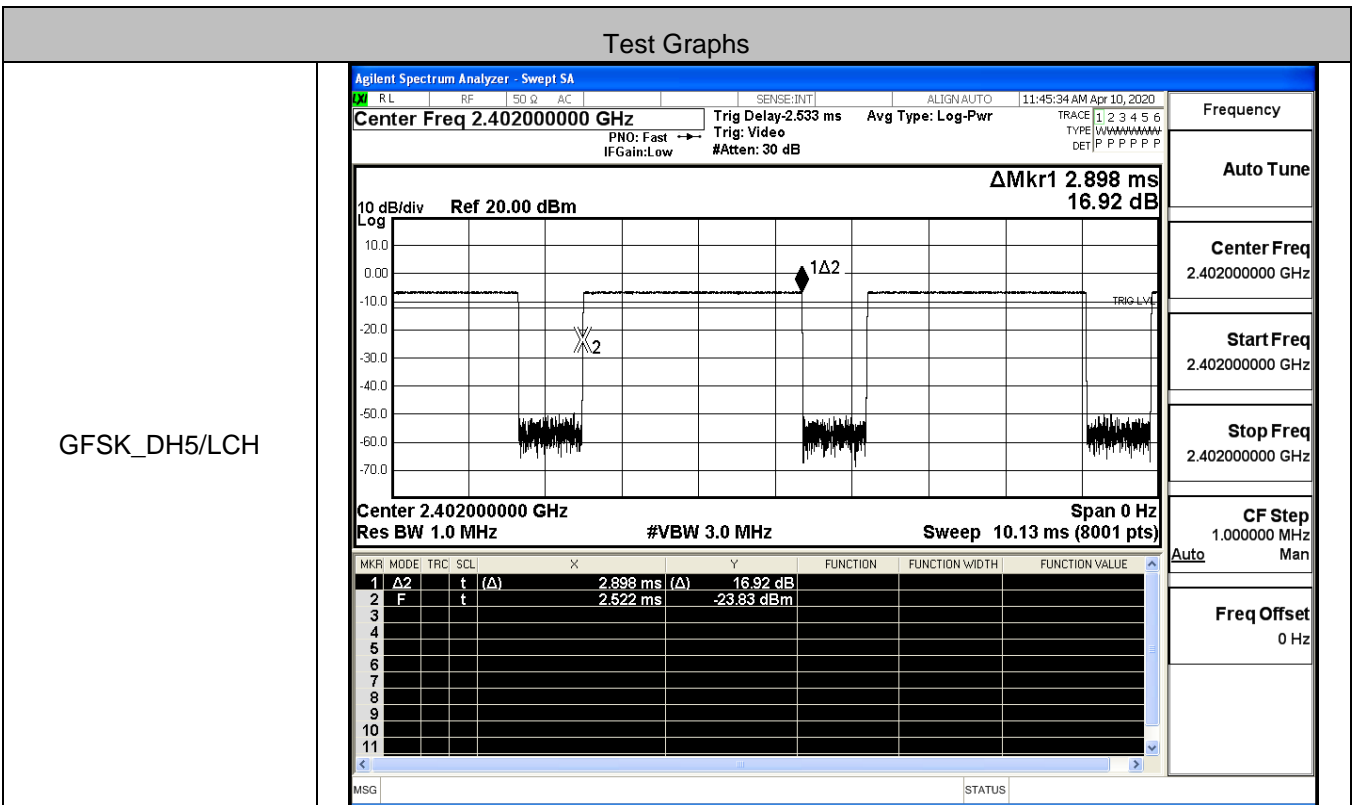 Test Graphs
GFSK_DH5/LCH
Agilent Spectrum Analyzer - Swept SA
LXI RL RF 50 Ω AC SENSE:INT ALIGN AUTO 11:45:34 AM Apr 10, 2020
Center Freq 2.402000000 GHz Trig Delay-2.533 ms Avg Type: Log-Pwr TRACE 1 2 3 4 5 6
PNO: Fast Trig: Video TYPE WWWWWW
IFGain:Low #Atten: 30 dB DET P P P P P P
ΔMkr1 2.898 ms
16.92 dB
10 dB/div Ref 20.00 dBm
Log
10.0
0.00
-10.0
-20.0
-30.0
-40.0
-50.0
-60.0
-70.0
1Δ2
TRIG LVL
2
Center 2.402000000 GHz Span 0 Hz
Res BW 1.0 MHz #VBW 3.0 MHz Sweep 10.13 ms (8001 pts)
MKR MODE TRC SCL X Y FUNCTION FUNCTION WIDTH FUNCTION VALUE
1 Δ2 t (Δ) 2.898 ms (Δ) 16.92 dB
2 F t 2.522 ms -23.83 dBm
3
4
5
6
7
8
9
10
11
MSG STATUS
Frequency
Auto Tune
Center Freq
2.402000000 GHz
Start Freq
2.402000000 GHz
Stop Freq
2.402000000 GHz
CF Step
1.000000 MHz
Auto Man
Freq Offset
0 Hz